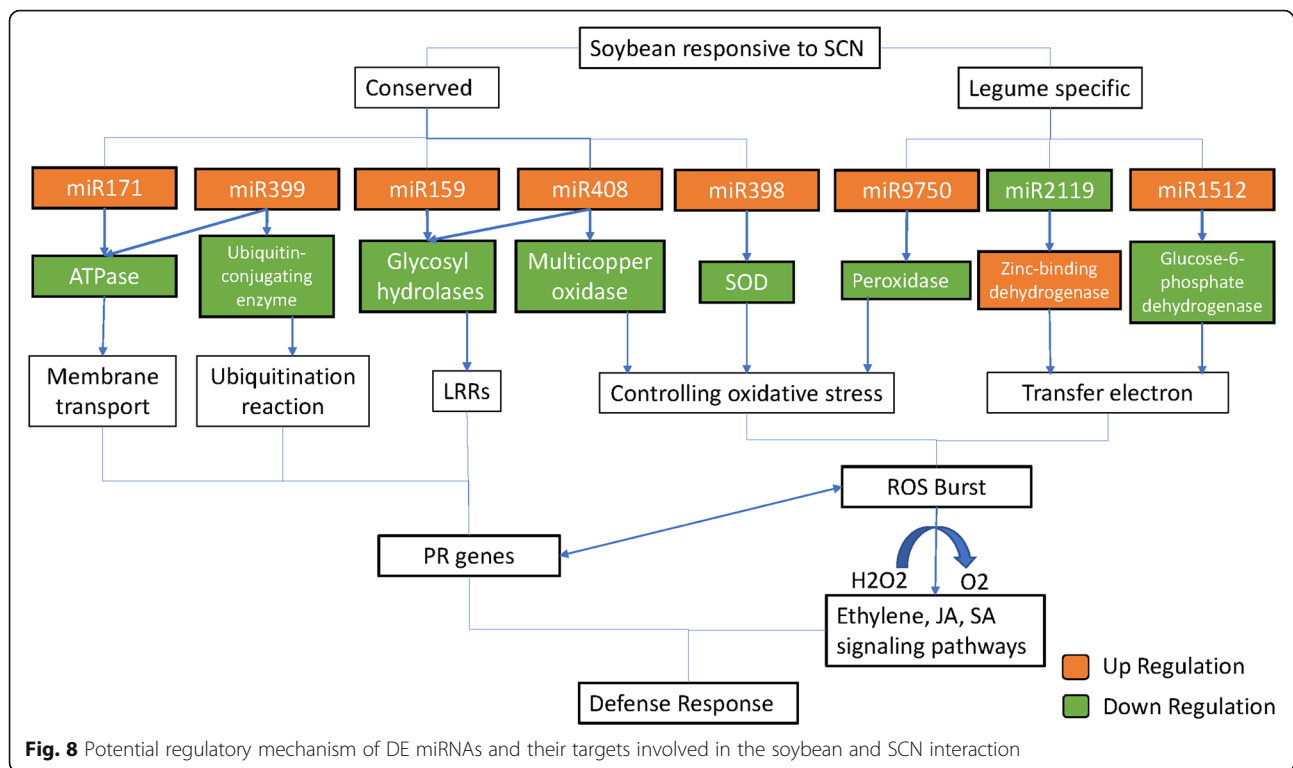 Soybean responsive to SCN
Conserved
Legume specific
miR171
miR399
miR159
miR408
miR398
miR9750
miR2119
miR1512
ATPase
Ubiquitin-
conjugating
enzyme
Glycosyl
hydrolases
Multicopper
oxidase
SOD
Peroxidase
Zinc-binding
dehydrogenase
Glucose-6-
phosphate
dehydrogenase
Membrane
transport
Ubiquitination
reaction
LRRs
Controlling oxidative stress
Transfer electron
ROS Burst
PR genes
H2O2
O2
Ethylene, JA, SA
signaling pathways
Defense Response
Up Regulation
Down Regulation
Fig. 8 Potential regulatory mechanism of DE miRNAs and their targets involved in the soybean and SCN interaction